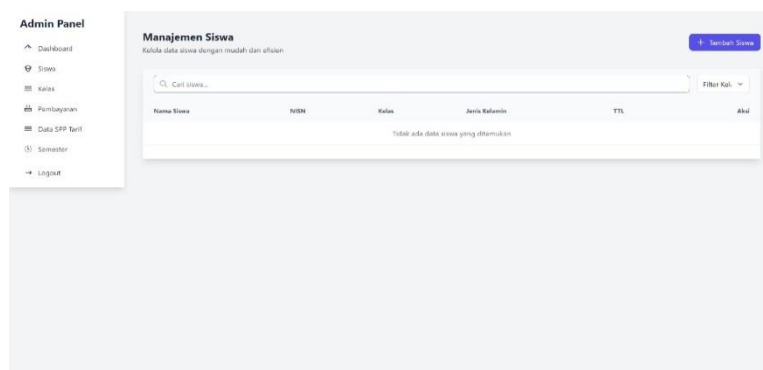 Admin Panel
Dashboard
Siswa
Kelas
Pembayaran
Data SPP Tarif
Semester
Logout
Manajemen Siswa
Kelola data siswa dengan mudah dan efisien
+ Tambah Siswa
Cari siswa...
Filter Kel
Nama Siswa NISN Kelas Jenis Kelamin TTL Aksi
Tidak ada data siswa yang ditemukan